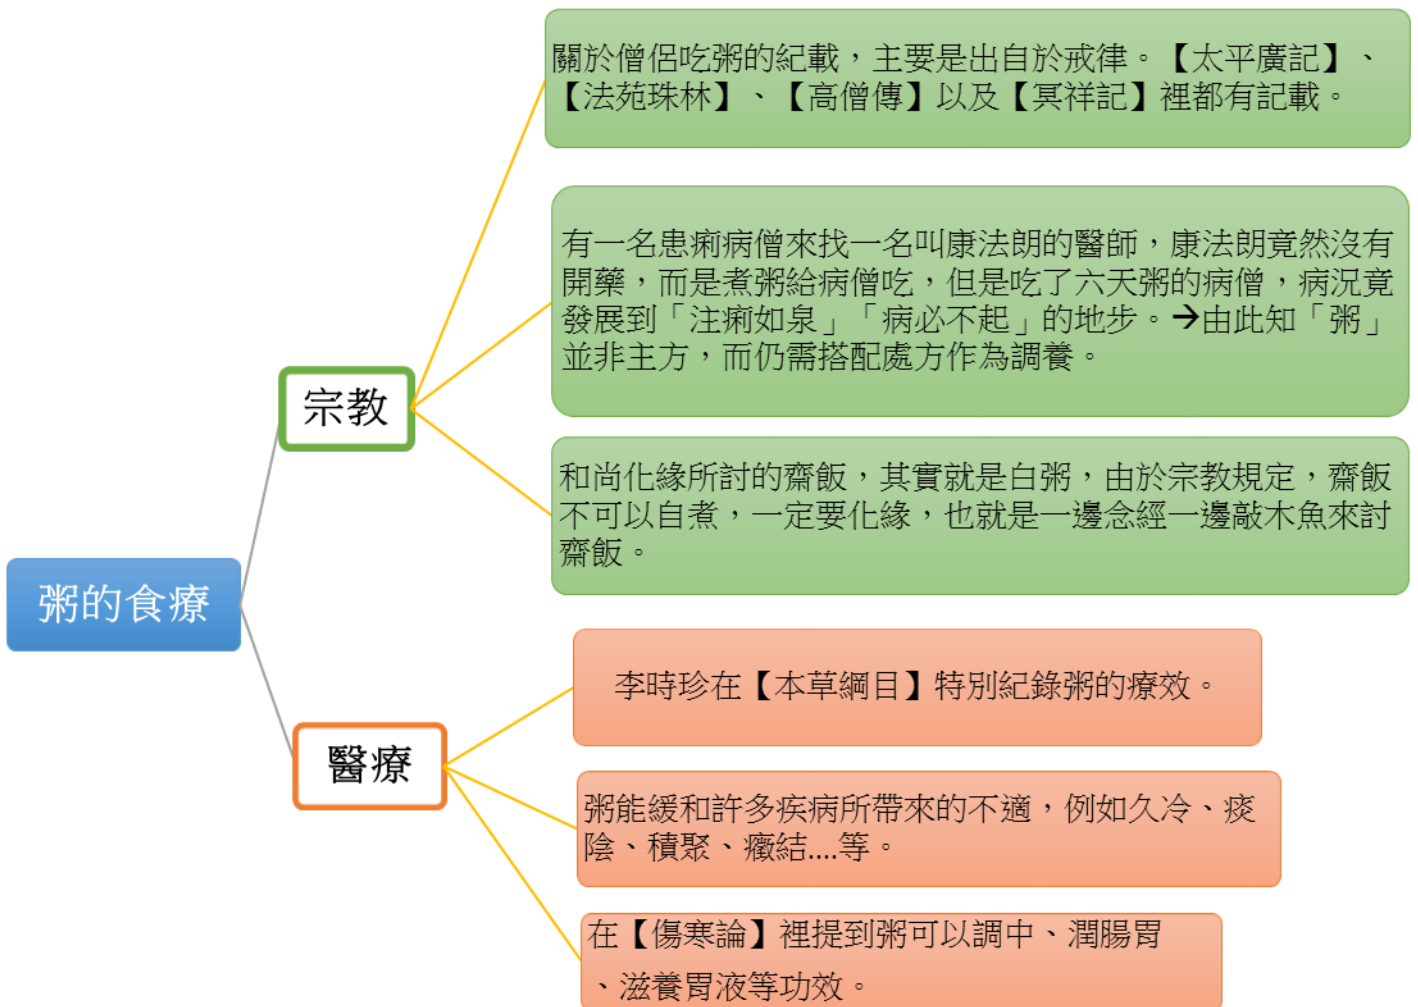 關於僧侶吃粥的紀載，主要是出自於戒律。【太平廣記】、
【法苑珠林】、【高僧傳】以及【冥祥記】裡都有記載。
有一名患痢病僧來找一名叫康法朗的醫師，康法朗竟然沒有
開藥，而是煮粥給病僧吃，但是吃了六天粥的病僧，病況竟
發展到「注痢如泉」「病必不起」的地步。→由此知「粥」
並非主方，而仍需搭配處方作為調養。
宗教
和尚化緣所討的齋飯，其實就是白粥，由於宗教規定，齋飯
不可以自煮，一定要化緣，也就是一邊念經一邊敲木魚來討
齋飯。
粥的食療
李時珍在【本草綱目】特別紀錄粥的療效。
醫療
粥能緩和許多疾病所帶來的不適，例如久冷、痰
陰、積聚、癥結....等。
在【傷寒論】裡提到粥可以調中、潤腸胃
、滋養胃液等功效。